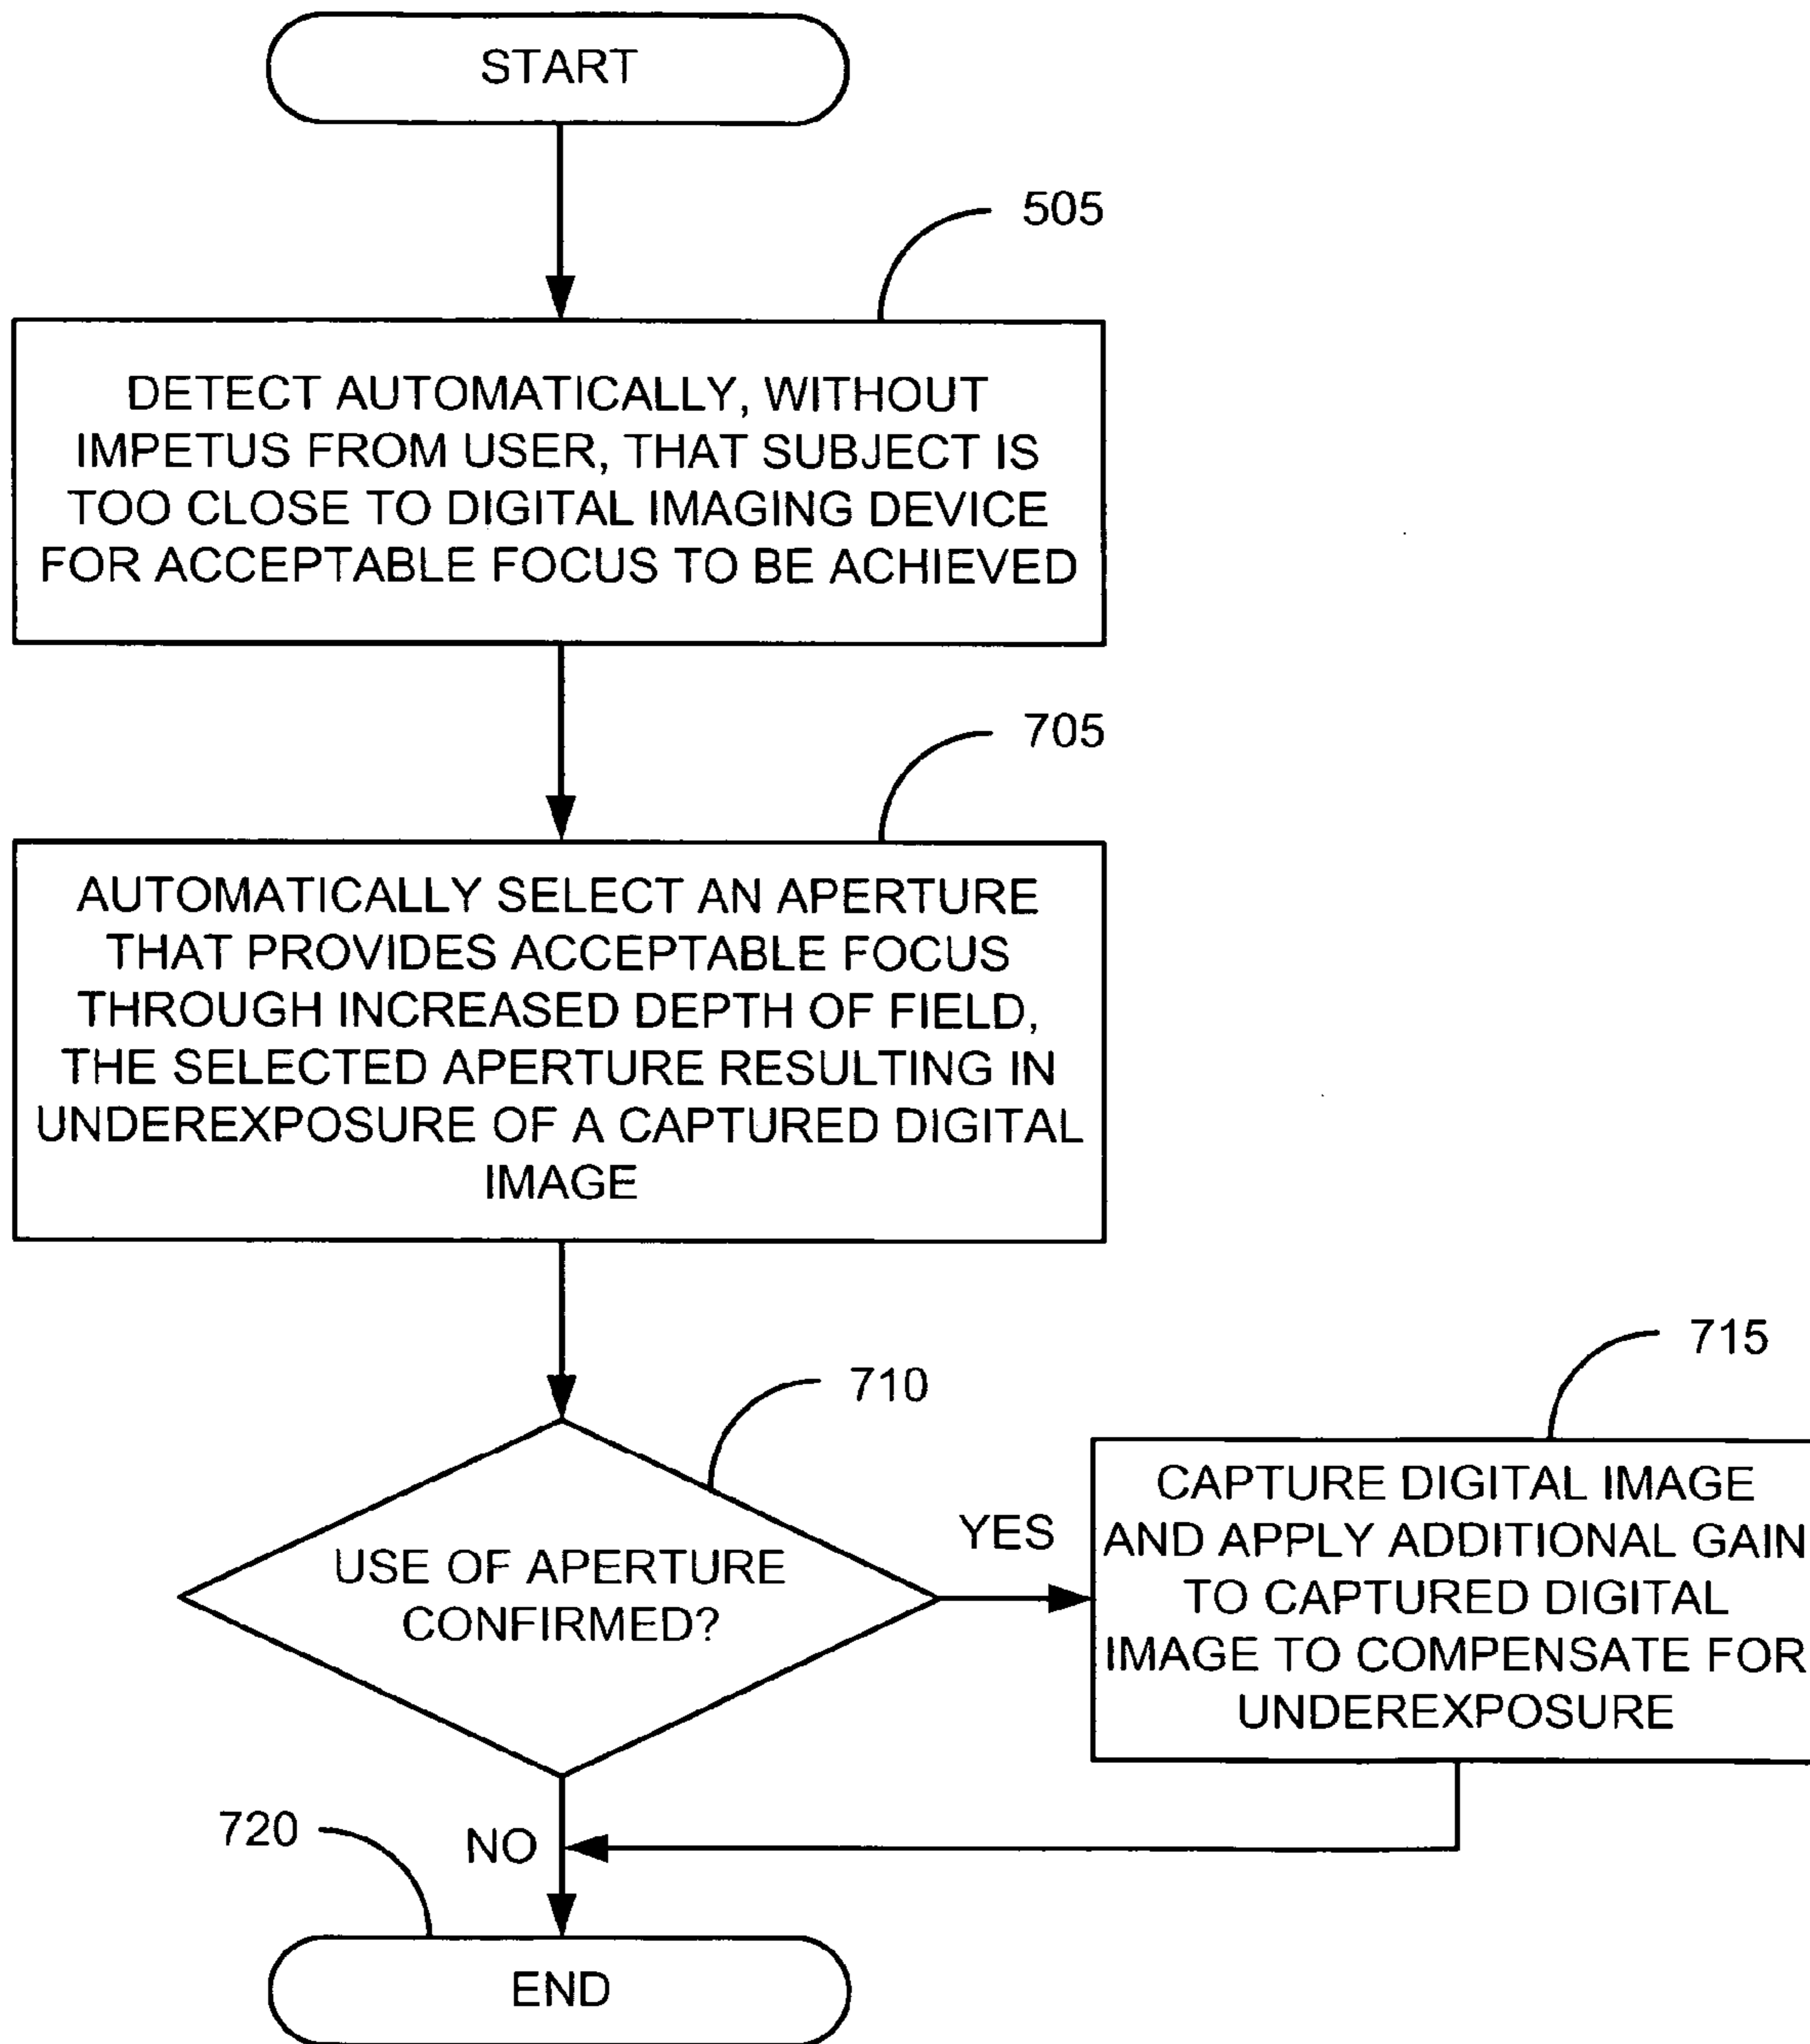 START
505
DETECT AUTOMATICALLY, WITHOUT
IMPETUS FROM USER, THAT SUBJECT IS
TOO CLOSE TO DIGITAL IMAGING DEVICE
FOR ACCEPTABLE FOCUS TO BE ACHIEVED
705
AUTOMATICALLY SELECT AN APERTURE
THAT PROVIDES ACCEPTABLE FOCUS
THROUGH INCREASED DEPTH OF FIELD,
THE SELECTED APERTURE RESULTING IN
UNDEREXPOSURE OF A CAPTURED DIGITAL
IMAGE
710
USE OF APERTURE
CONFIRMED?
YES
715
CAPTURE DIGITAL IMAGE
AND APPLY ADDITIONAL GAIN
TO CAPTURED DIGITAL
IMAGE TO COMPENSATE FOR
UNDEREXPOSURE
NO
720
END